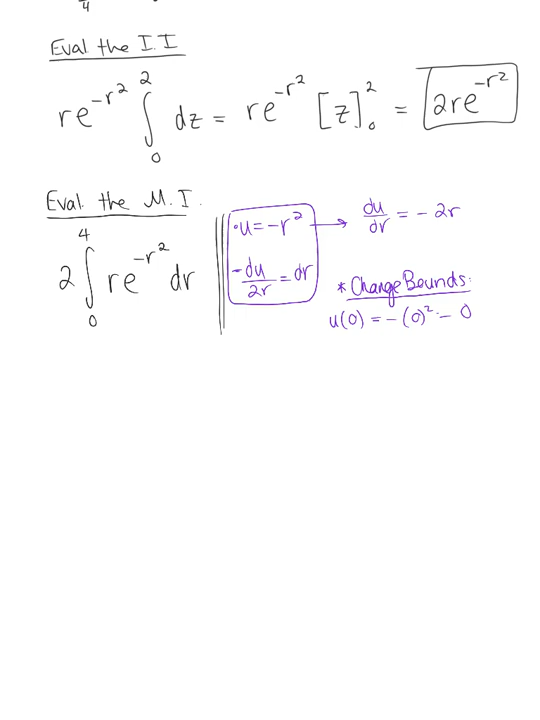 4
Eval the I.I
re^{-r^2} ∫_0^2 dz = re^{-r^2} [z]_0^2 = 2re^{-r^2}
Eval. the M.I.
2 ∫_0^4 re^{-r^2} dr
·u = -r^2 → du/dr = -2r
-du/2r = dr
* Change Bounds:
u(0) = -(0)^2 = 0